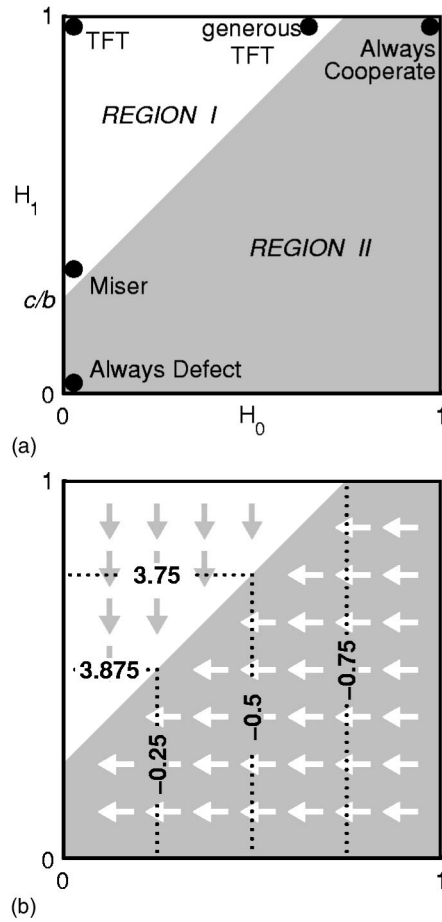 1
TFT
generous
TFT
Always
Cooperate
REGION I
H1
REGION II
c/b
Miser
Always Defect
0
0
H0
1
(a)
1
3.75
3.875
−0.25
−0.5
−0.75
0
0
1
(b)